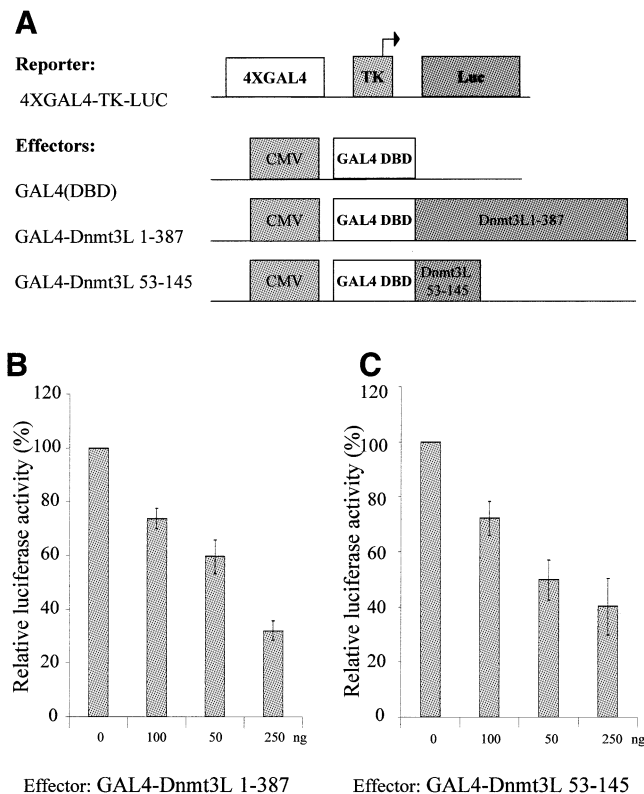 A
Reporter:
4XGAL4-TK-LUC
4XGAL4
TK
Luc
Effectors:
GAL4(DBD)
CMV
GAL4 DBD
GAL4-Dnmt3L 1-387
CMV
GAL4 DBD
Dnmt3L1-387
GAL4-Dnmt3L 53-145
CMV
GAL4 DBD
Dnmt3L
53-145
B
Relative luciferase activity (%)
120
100
80
60
40
20
0
0 100 50 250 ng
Effector: GAL4-Dnmt3L 1-387
C
Relative luciferase activity (%)
120
100
80
60
40
20
0
0 100 50 250 ng
Effector: GAL4-Dnmt3L 53-145